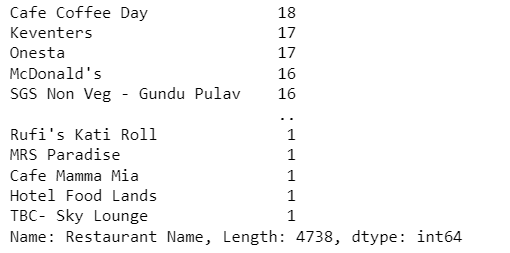 Cafe Coffee Day 18
Keventers 17
Onesta 17
McDonald's 16
SGS Non Veg - Gundu Pulav 16
..
Rufi's Kati Roll 1
MRS Paradise 1
Cafe Mamma Mia 1
Hotel Food Lands 1
TBC- Sky Lounge 1
Name: Restaurant Name, Length: 4738, dtype: int64